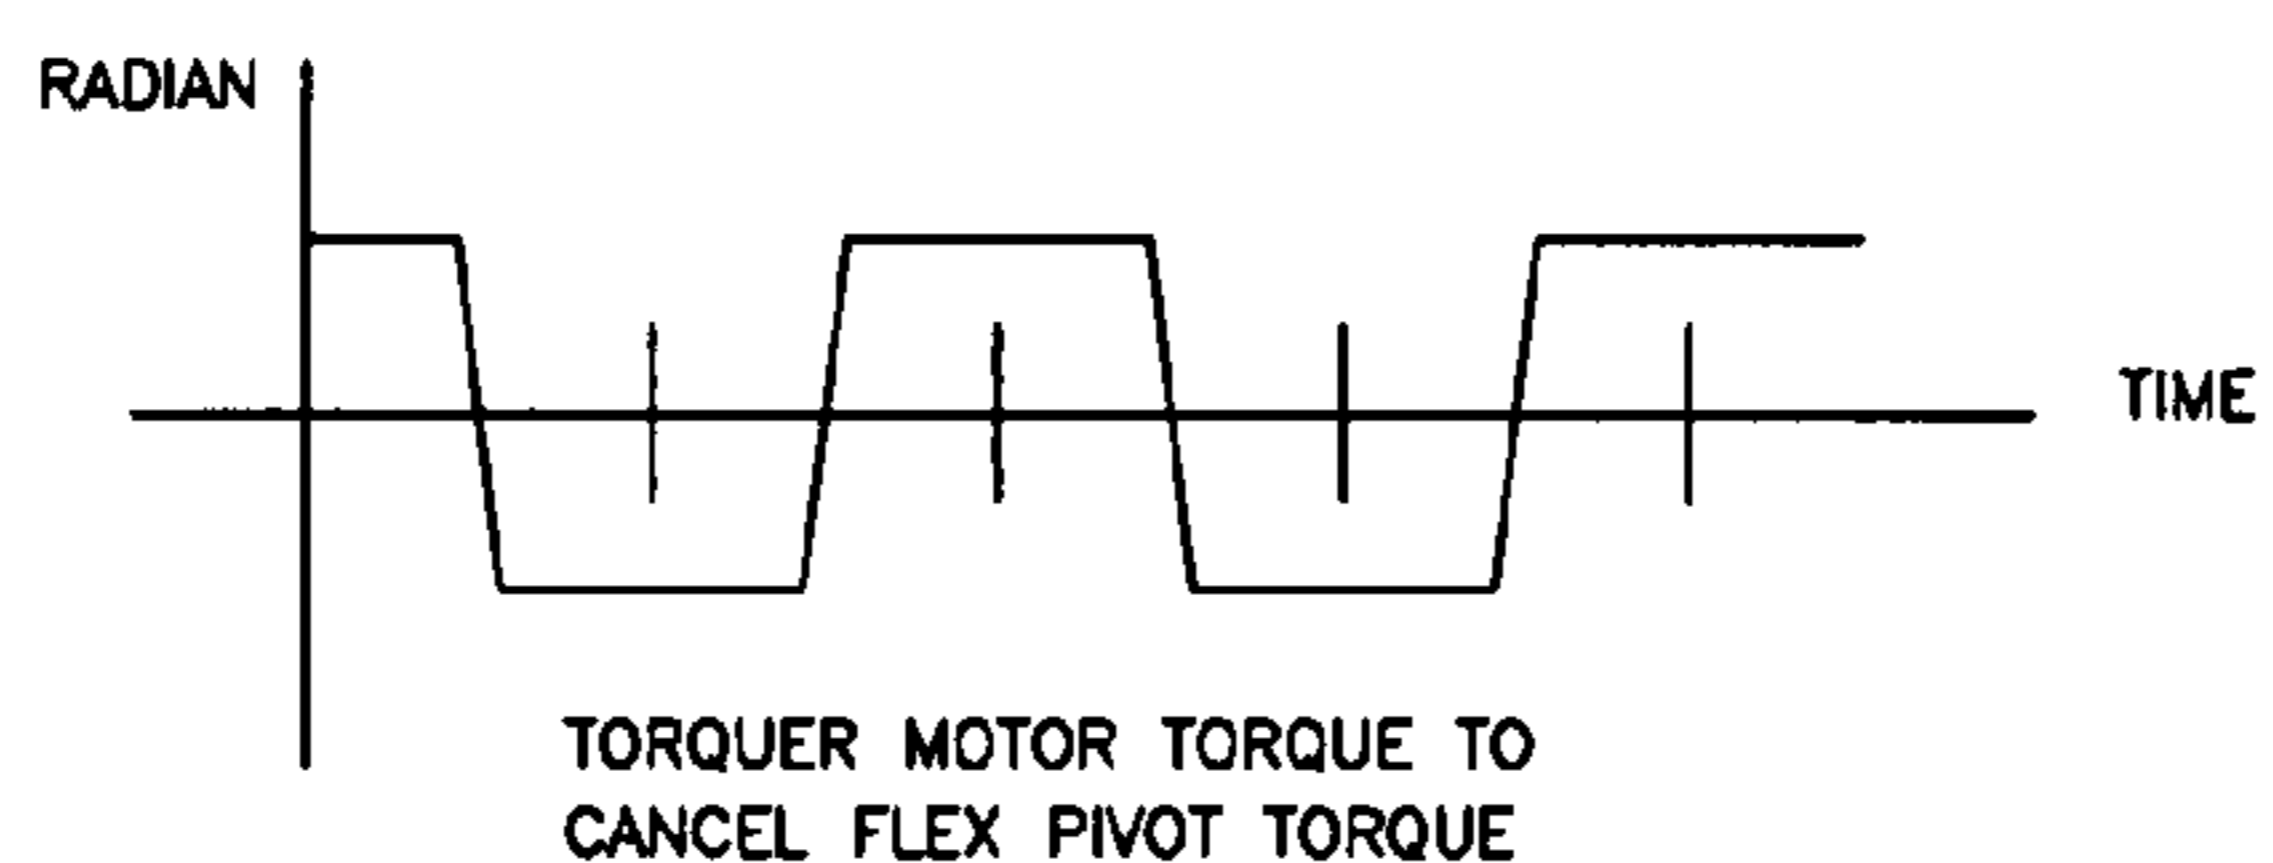 RADIAN
TIME
TORQUER MOTOR TORQUE TO
CANCEL FLEX PIVOT TORQUE